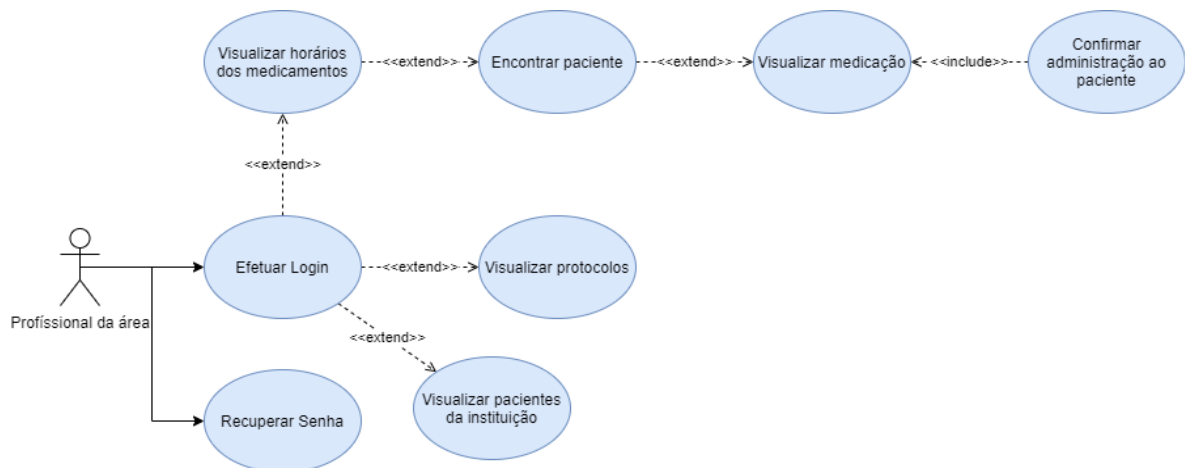 Visualizar horários
dos medicamentos
<<extend>>
Encontrar paciente
<<extend>>
Visualizar medicação
<<include>>
Confirmar
administração ao
paciente
<<extend>>
Profíssional da área
Efetuar Login
<<extend>>
Visualizar protocolos
<<extend>>
Visualizar pacientes
da instituição
Recuperar Senha